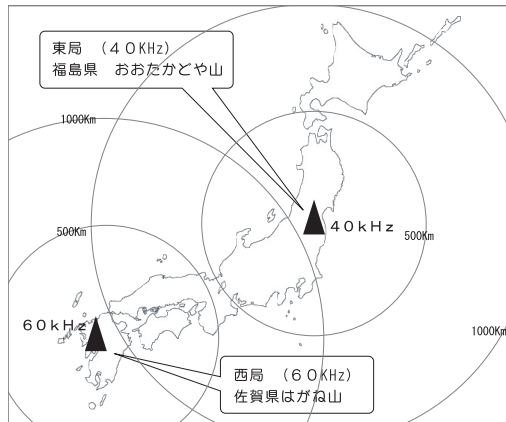 東局 （４０KHz）
福島県 おおたかどや山
1000Km
500Km
４０ｋＨｚ
500Km
６０ｋＨｚ
1000Km
西局 （６０KHz）
佐賀県はがね山